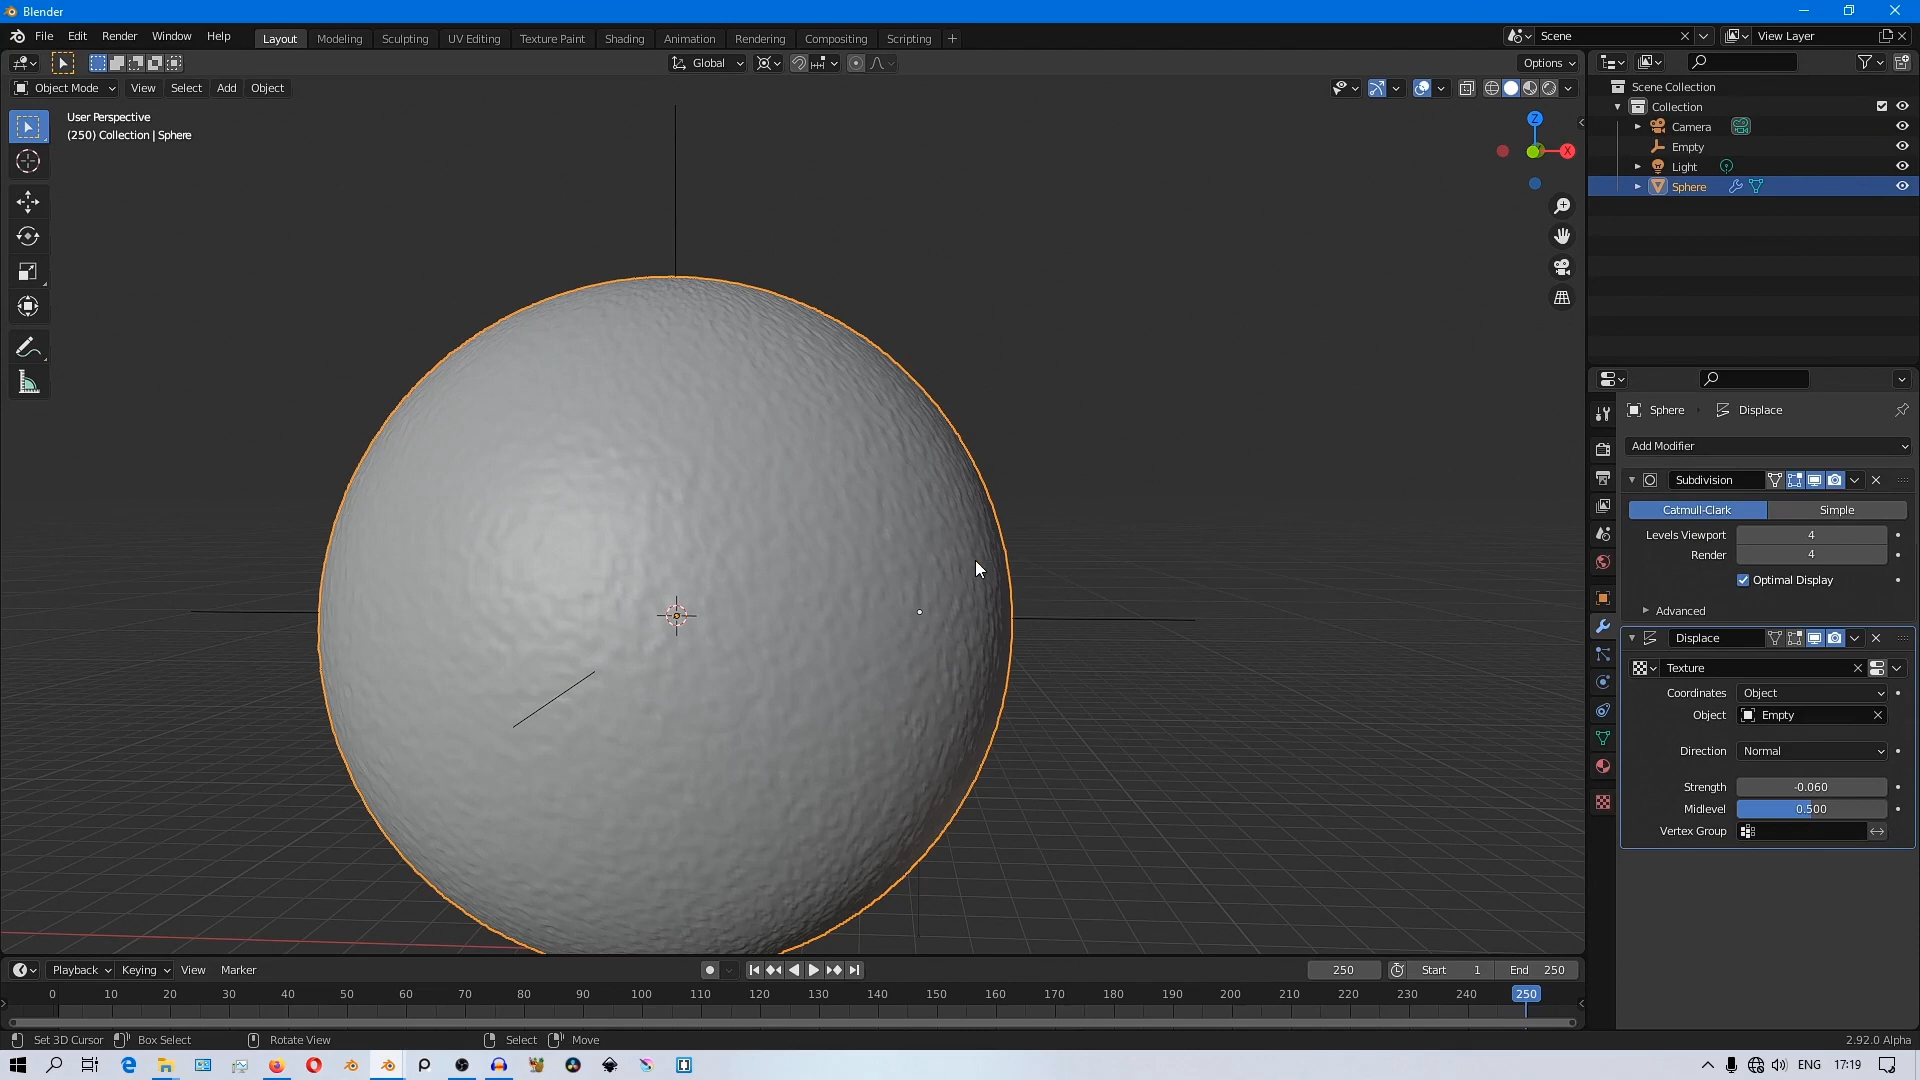 Blender
File Edit Render Window Help
Layout Modeling Sculpting UV Editing Texture Paint Shading Animation Rendering Compositing Scripting +
Scene
View Layer
Global
Options
Object Mode View Select Add Object
User Perspective
(250) Collection | Sphere
Z
X
Scene Collection
Collection
Camera
Empty
Light
Sphere
Sphere Displace
Add Modifier
Subdivision
Catmull-Clark Simple
Levels Viewport 4
Render 4
Optimal Display
Advanced
Displace
Texture
Coordinates Object
Object Empty
Direction Normal
Strength -0.060
Midlevel 0.500
Vertex Group
Playback Keying View Marker
250 Start 1 End 250
0 10 20 30 40 50 60 70 80 90 100 110 120 130 140 150 160 170 180 190 200 210 220 230 240 250
Set 3D Cursor Box Select Rotate View Select Move
2.92.0 Alpha
ENG 17:19